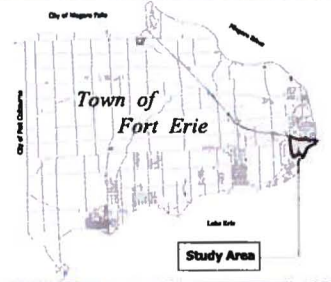 City of Niagara Falls
Niagara River
City of Port Colborne
Town of
Fort Erie
Lake Erie
Study Area